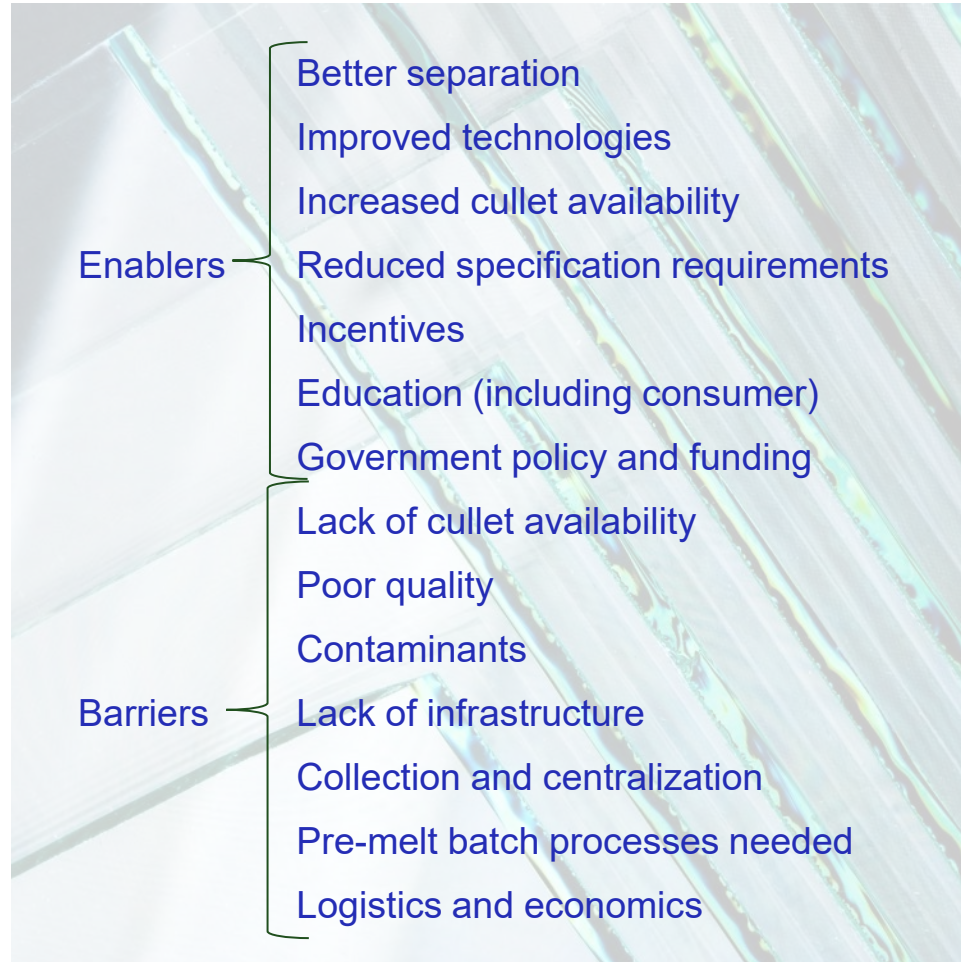 Better separation
Improved technologies
Increased cullet availability
Enablers Reduced specification requirements
Incentives
Education (including consumer)
Government policy and funding
Lack of cullet availability
Poor quality
Contaminants
Barriers Lack of infrastructure
Collection and centralization
Pre-melt batch processes needed
Logistics and economics